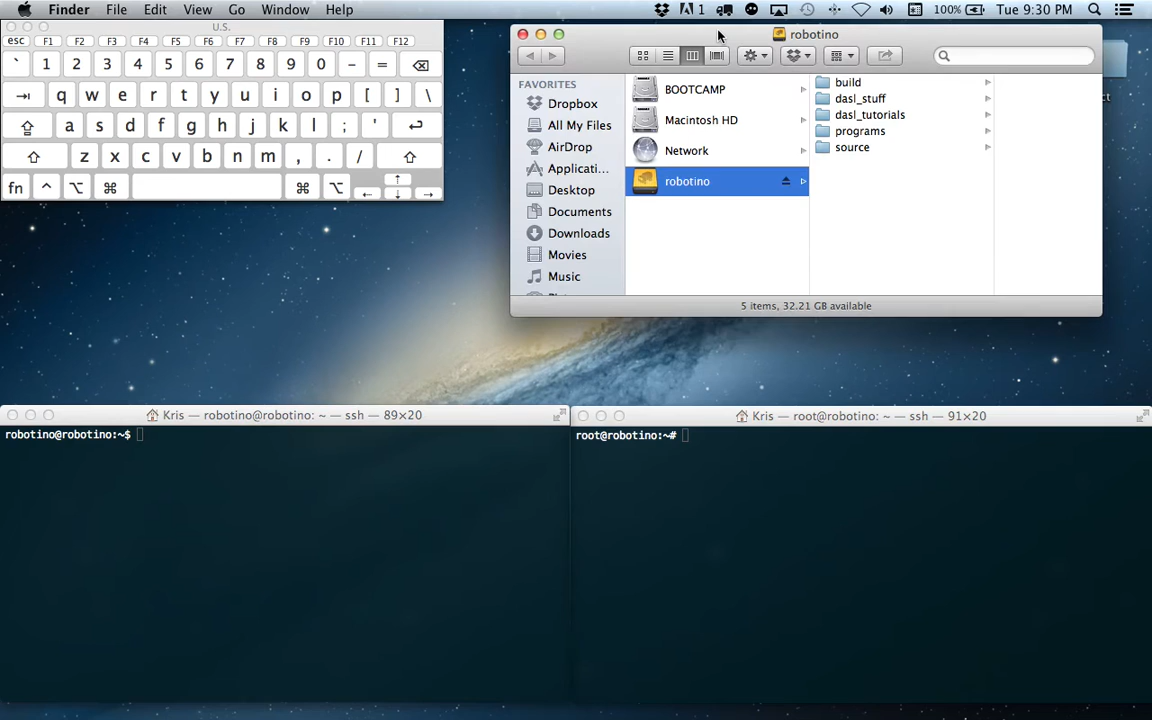 Finder File Edit View Go Window Help
1 100% Tue 9:30 PM
U.S.
esc F1 F2 F3 F4 F5 F6 F7 F8 F9 F10 F11 F12
` 1 2 3 4 5 6 7 8 9 0 - =
q w e r t y u i o p [ ] \
a s d f g h j k l ; '
z x c v b n m , . /
fn ^ ⌥ ⌘ ⌘ ⌥
robotino
FAVORITES
Dropbox
All My Files
AirDrop
Applicati...
Desktop
Documents
Downloads
Movies
Music
BOOTCAMP
Macintosh HD
Network
robotino
build
dasl_stuff
dasl_tutorials
programs
source
5 items, 32.21 GB available
Kris — robotino@robotino: ~ — ssh — 89×20
robotino@robotino:~$
Kris — root@robotino: ~ — ssh — 91×20
root@robotino:~#